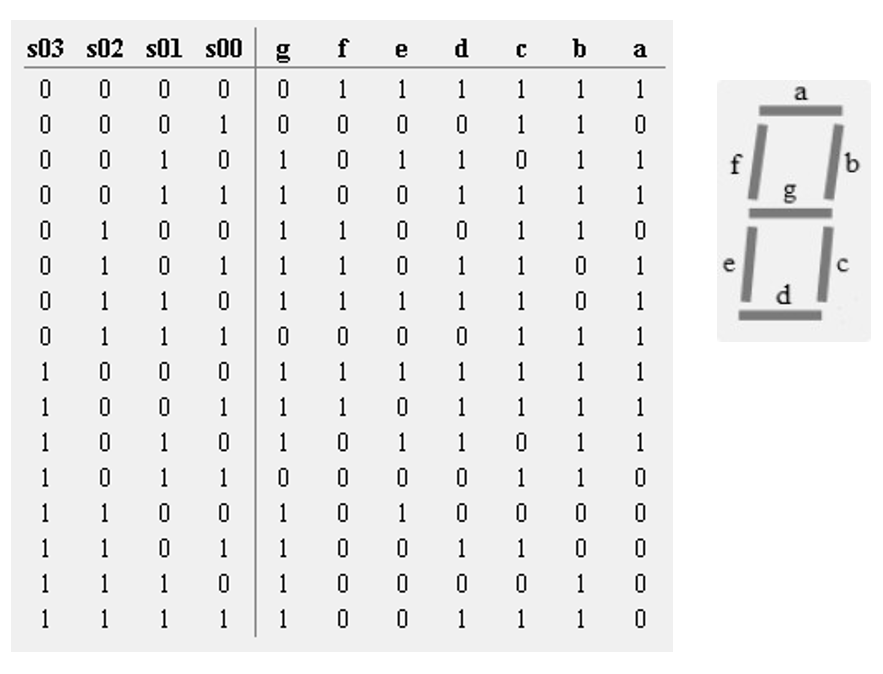 s03 s02 s01 s00 g f e d c b a
0 0 0 0 0 1 1 1 1 1 1
0 0 0 1 0 0 0 0 1 1 0
0 0 1 0 1 0 1 1 0 1 1
0 0 1 1 1 0 0 1 1 1 1
0 1 0 0 1 1 0 0 1 1 0
0 1 0 1 1 1 0 1 1 0 1
0 1 1 0 1 1 1 1 1 0 1
0 1 1 1 0 0 0 0 1 1 1
1 0 0 0 1 1 1 1 1 1 1
1 0 0 1 1 1 0 1 1 1 1
1 0 1 0 1 0 1 1 0 1 1
1 0 1 1 0 0 0 0 1 1 0
1 1 0 0 1 0 1 0 0 0 0
1 1 0 1 1 0 0 1 1 0 0
1 1 1 0 1 0 0 0 0 1 0
1 1 1 1 1 0 0 1 1 1 0
a
f b
g
e c
d